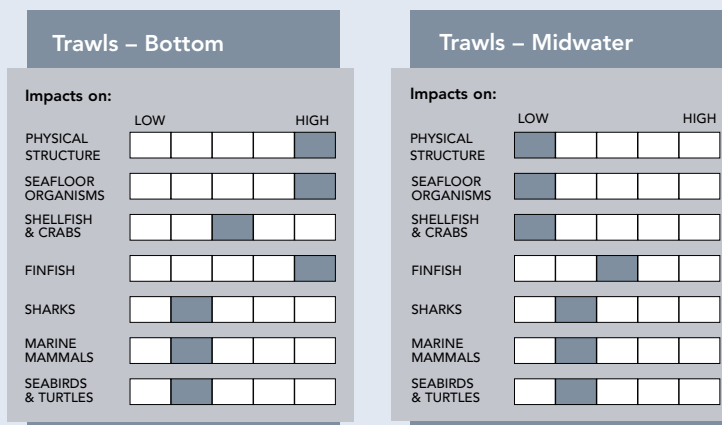 Trawls – Bottom
Impacts on:
LOW HIGH
PHYSICAL
STRUCTURE
SEAFLOOR
ORGANISMS
SHELLFISH
& CRABS
FINFISH
SHARKS
MARINE
MAMMALS
SEABIRDS
& TURTLES
Trawls – Midwater
Impacts on:
LOW HIGH
PHYSICAL
STRUCTURE
SEAFLOOR
ORGANISMS
SHELLFISH
& CRABS
FINFISH
SHARKS
MARINE
MAMMALS
SEABIRDS
& TURTLES